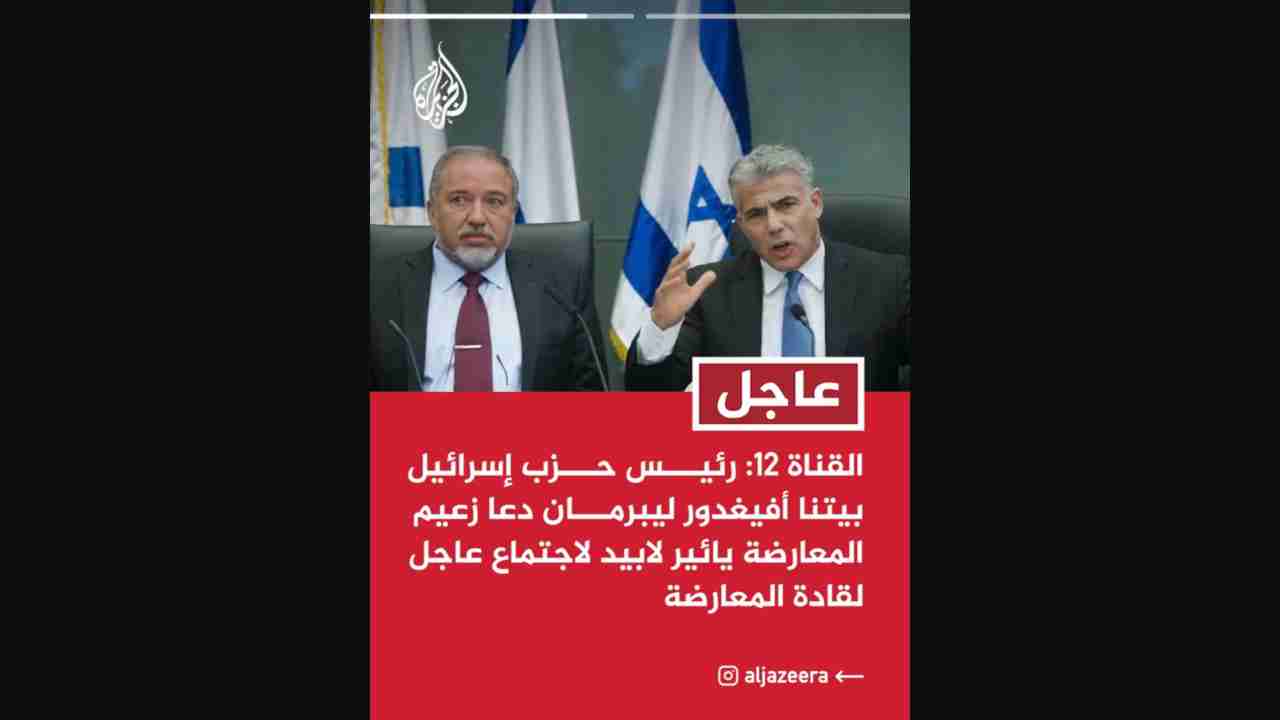 الجزيرة
عاجل
القناة 12: رئيس حزب إسرائيل
بيتنا أفيغدور ليبرمان دعا زعيم
المعارضة يائير لابيد لاجتماع عاجل
لقادة المعارضة
aljazeera